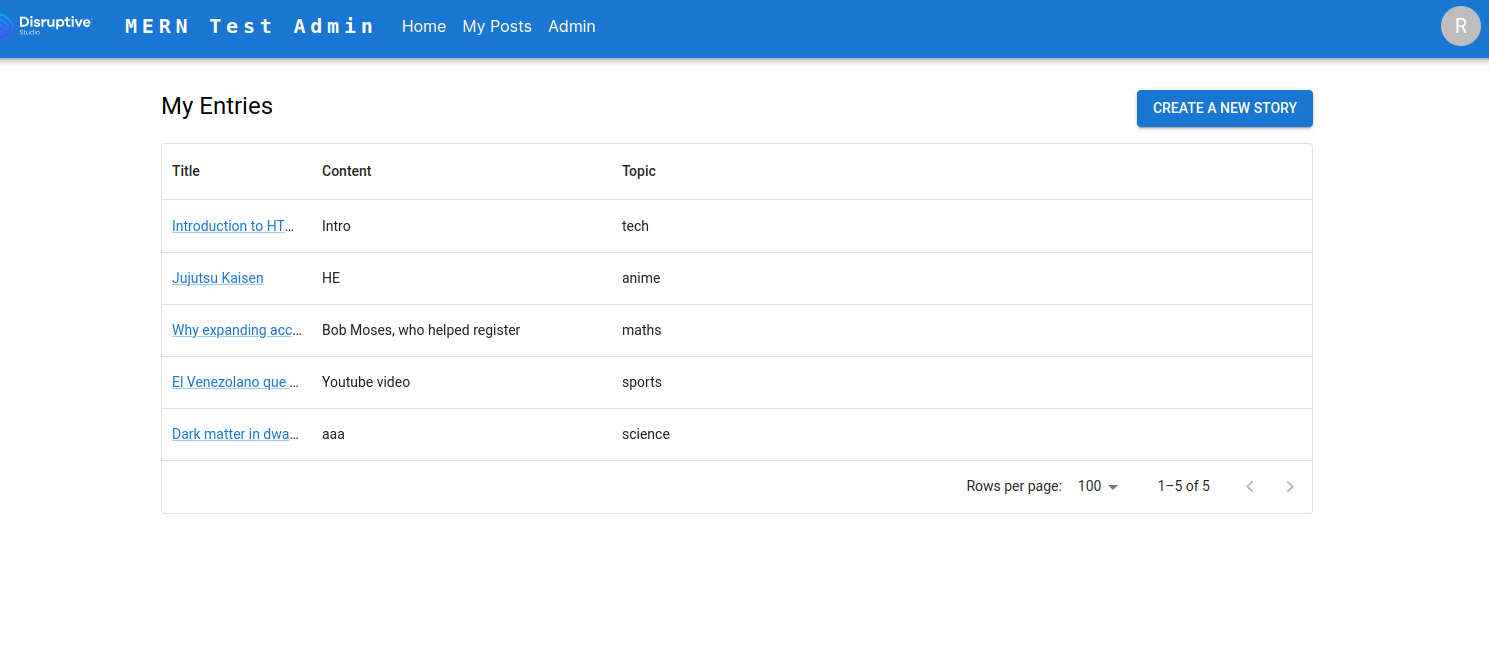 Disruptive
Studio
MERN Test Admin Home My Posts Admin R
My Entries CREATE A NEW STORY
Title Content Topic
Introduction to HT... Intro tech
Jujutsu Kaisen HE anime
Why expanding acc... Bob Moses, who helped register maths
El Venezolano que ... Youtube video sports
Dark matter in dwa... aaa science
Rows per page: 100 1–5 of 5